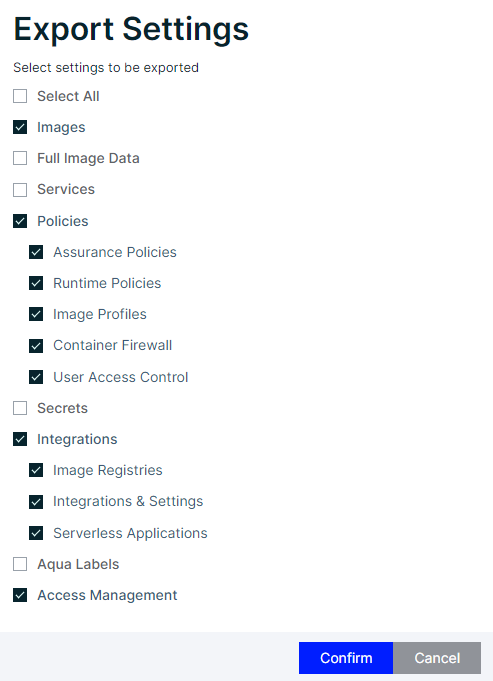 Export Settings
Select settings to be exported
Select All
Images
Full Image Data
Services
Policies
Assurance Policies
Runtime Policies
Image Profiles
Container Firewall
User Access Control
Secrets
Integrations
Image Registries
Integrations & Settings
Serverless Applications
Aqua Labels
Access Management
Confirm Cancel